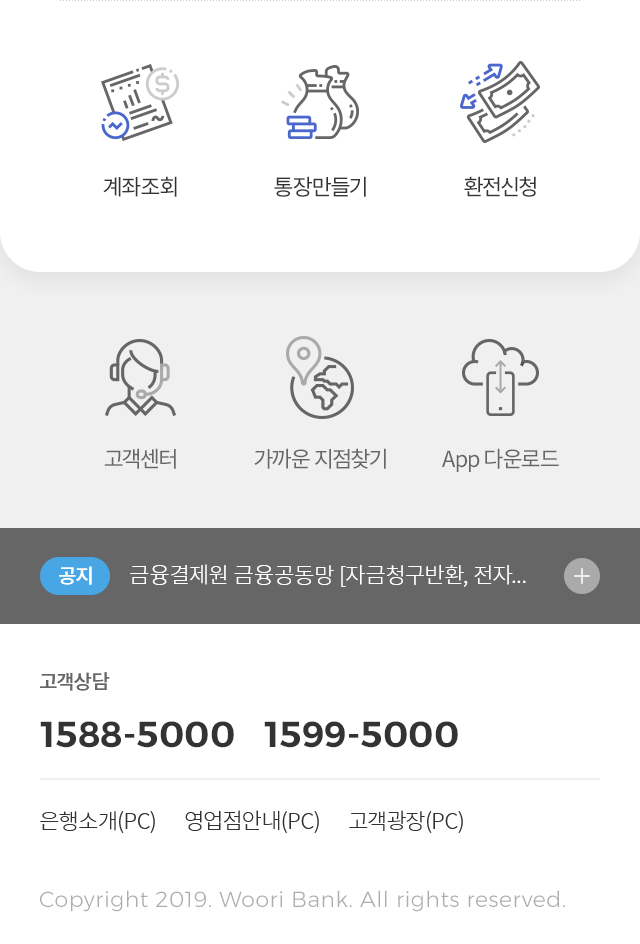 계좌조회 통장만들기 환전신청
고객센터 가까운 지점찾기 App 다운로드
공지 금융결제원 금융공동망 [자금청구반환, 전자...
고객상담
1588-5000 1599-5000
은행소개(PC) 영업점안내(PC) 고객광장(PC)
Copyright 2019. Woori Bank. All rights reserved.